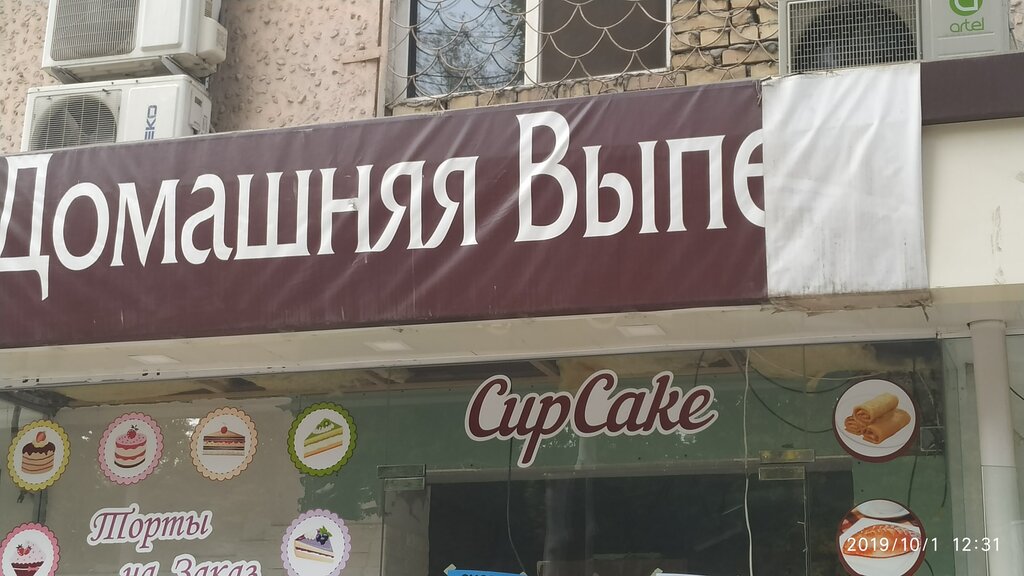 artel
Домашняя Выпе
CupCake
Торты
на Заказ
2019/10/1 12:31